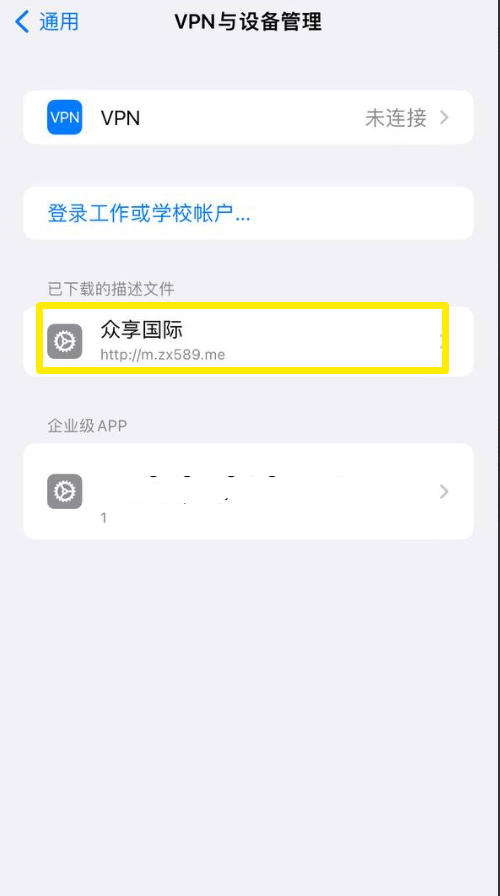 通用
VPN与设备管理
VPN
VPN
未连接
登录工作或学校帐户...
已下载的描述文件
众享国际
http://m.zx589.me
企业级APP
1